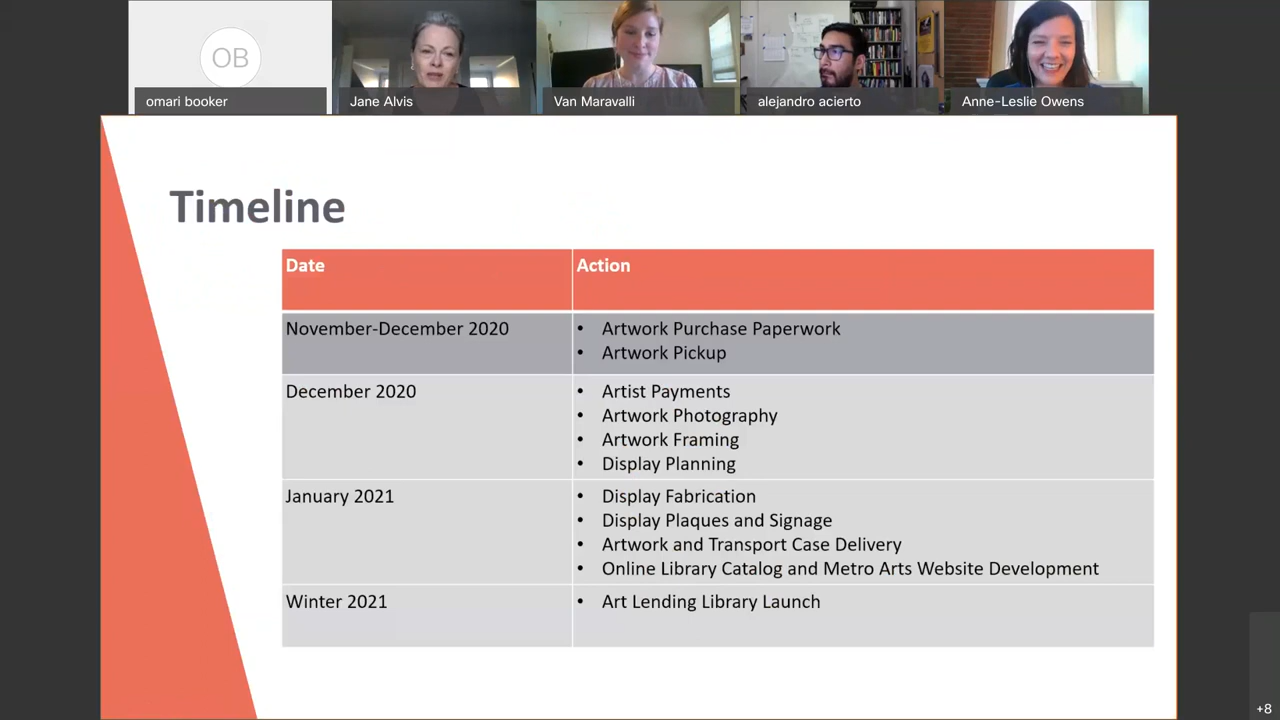 OB
omari booker
Jane Alvis
Van Maravalli
alejandro acierto
Anne-Leslie Owens
Timeline
Date
Action
November-December 2020
• Artwork Purchase Paperwork
• Artwork Pickup
December 2020
• Artist Payments
• Artwork Photography
• Artwork Framing
• Display Planning
January 2021
• Display Fabrication
• Display Plaques and Signage
• Artwork and Transport Case Delivery
• Online Library Catalog and Metro Arts Website Development
Winter 2021
• Art Lending Library Launch
+8